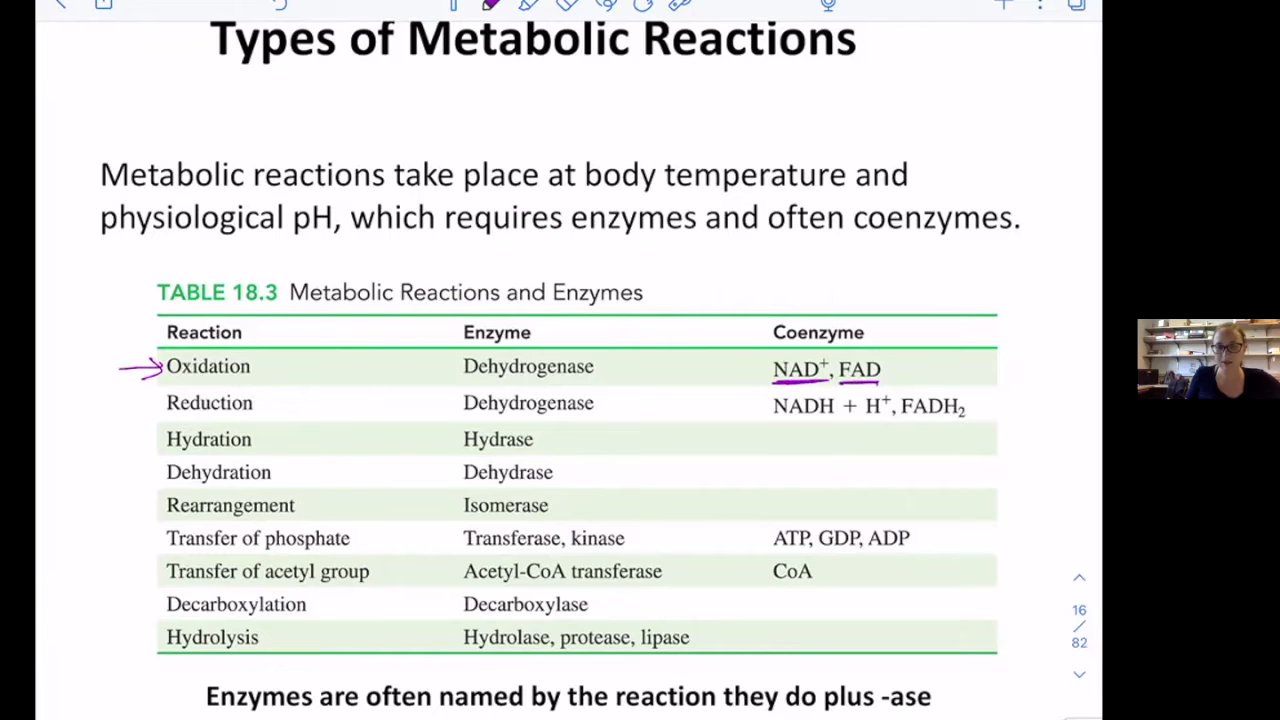 Types of Metabolic Reactions
Metabolic reactions take place at body temperature and
physiological pH, which requires enzymes and often coenzymes.
TABLE 18.3 Metabolic Reactions and Enzymes
Reaction Enzyme Coenzyme
Oxidation Dehydrogenase NAD⁺, FAD
Reduction Dehydrogenase NADH + H⁺, FADH₂
Hydration Hydrase
Dehydration Dehydrase
Rearrangement Isomerase
Transfer of phosphate Transferase, kinase ATP, GDP, ADP
Transfer of acetyl group Acetyl-CoA transferase CoA
Decarboxylation Decarboxylase
Hydrolysis Hydrolase, protease, lipase
Enzymes are often named by the reaction they do plus -ase
16
/
82